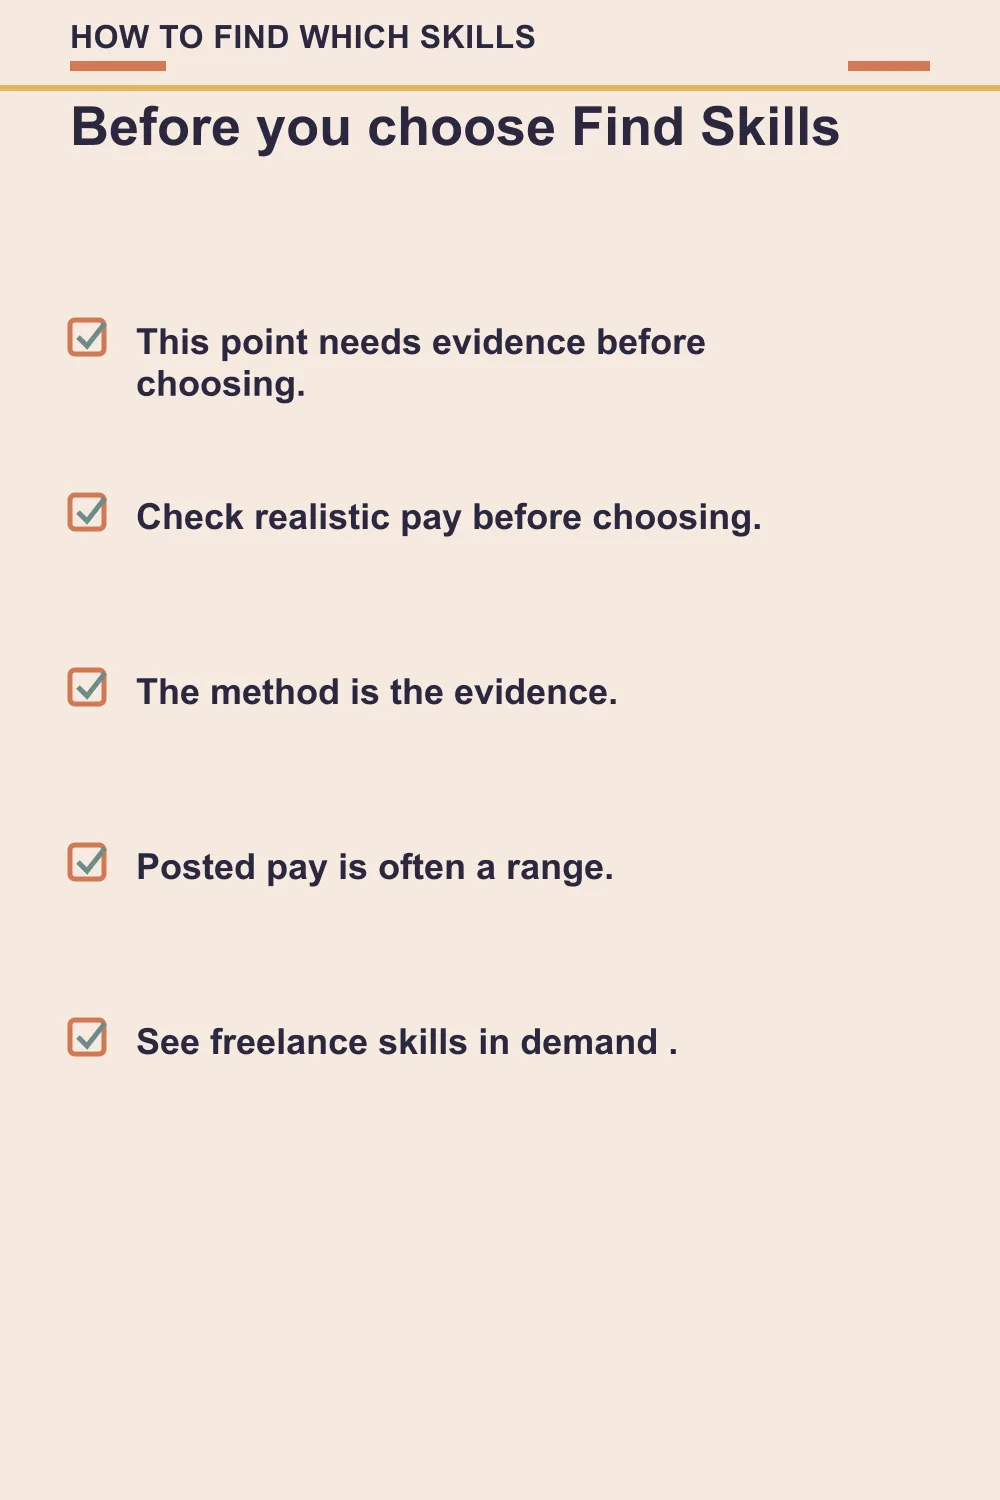 HOW TO FIND WHICH SKILLS
Before you choose Find Skills
This point needs evidence before
choosing.
Check realistic pay before choosing.
The method is the evidence.
Posted pay is often a range.
See freelance skills in demand .